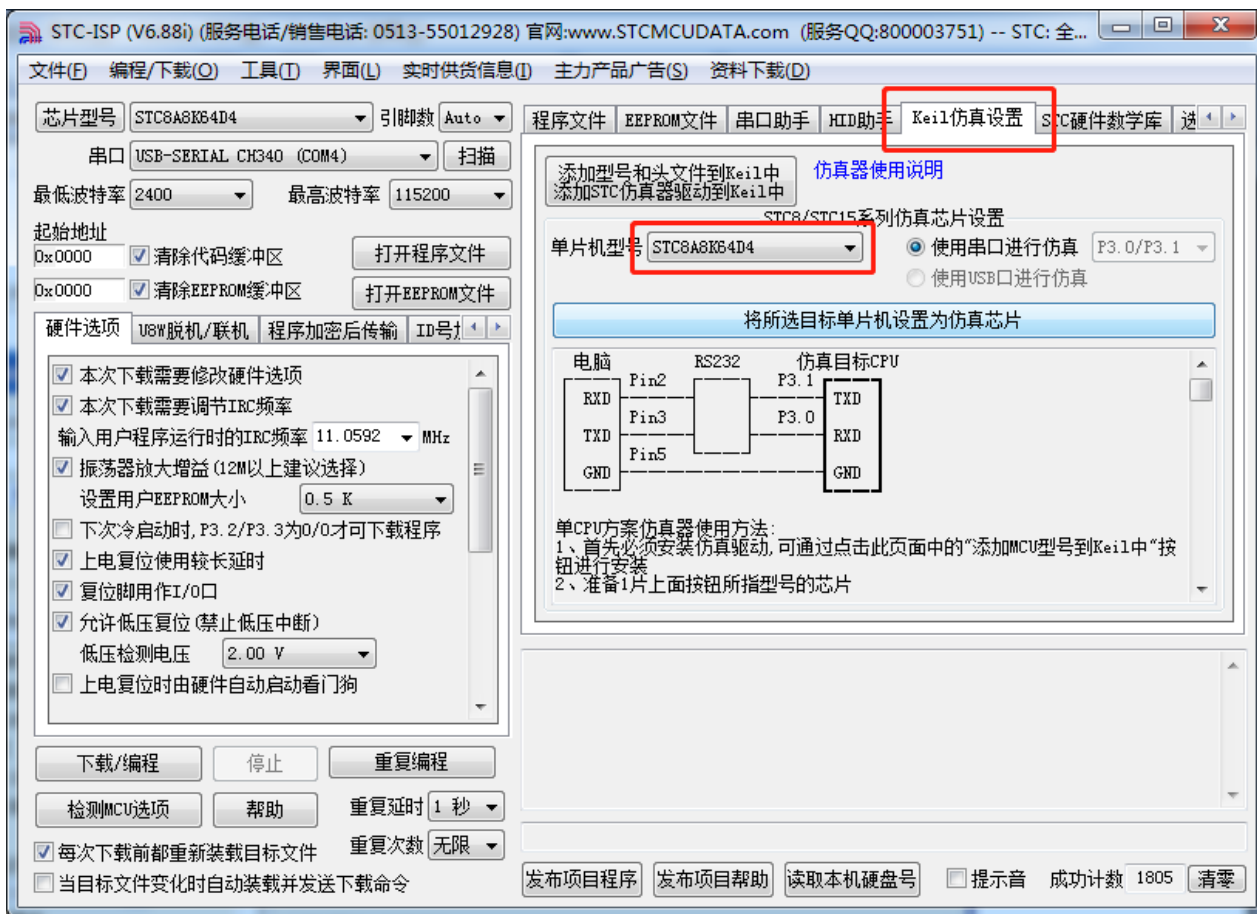 STC-ISP (V6.88i) (服务电话/销售电话: 0513-55012928) 官网:www.STCMCUDATA.com (服务QQ:800003751) -- STC: 全...
文件(F) 编程/下载(O) 工具(T) 界面(L) 实时供货信息(I) 主力产品广告(S) 资料下载(D)
芯片型号 STC8A8K64D4 引脚数 Auto
串口 USB-SERIAL CH340 (COM4) 扫描
最低波特率 2400 最高波特率 115200
起始地址
0x0000 清除代码缓冲区 打开程序文件
0x0000 清除EEPROM缓冲区 打开EEPROM文件
硬件选项 U8W脱机/联机 程序加密后传输 ID号
本次下载需要修改硬件选项
本次下载需要调节IRC频率
输入用户程序运行时的IRC频率 11.0592 MHz
振荡器放大增益(12M以上建议选择)
设置用户EEPROM大小 0.5 K
下次冷启动时,P3.2/P3.3为0/0才可下载程序
上电复位使用较长延时
复位脚用作I/O口
允许低压复位(禁止低压中断)
低压检测电压 2.00 V
上电复位时由硬件自动启动看门狗
下载/编程 停止 重复编程
检测MCU选项 帮助 重复延时 1 秒
每次下载前都重新装载目标文件 重复次数 无限
当目标文件变化时自动装载并发送下载命令
程序文件 EEPROM文件 串口助手 HID助手 Keil仿真设置 STC硬件数学库
添加型号和头文件到Keil中
添加STC仿真器驱动到Keil中
仿真器使用说明
STC8/STC15系列仿真芯片设置
单片机型号 STC8A8K64D4 使用串口进行仿真 P3.0/P3.1
使用USB口进行仿真
将所选目标单片机设置为仿真芯片
电脑 RS232 仿真目标CPU
RXD Pin2 P3.1 TXD
TXD Pin3 P3.0 RXD
GND Pin5 GND
单CPU方案仿真器使用方法:
1、首先必须安装仿真驱动,可通过点击此页面中的"添加MCU型号到Keil中"按
钮进行安装
2、准备1片上面按钮所指型号的芯片
发布项目程序 发布项目帮助 读取本机硬盘号 提示音 成功计数 1805 清零